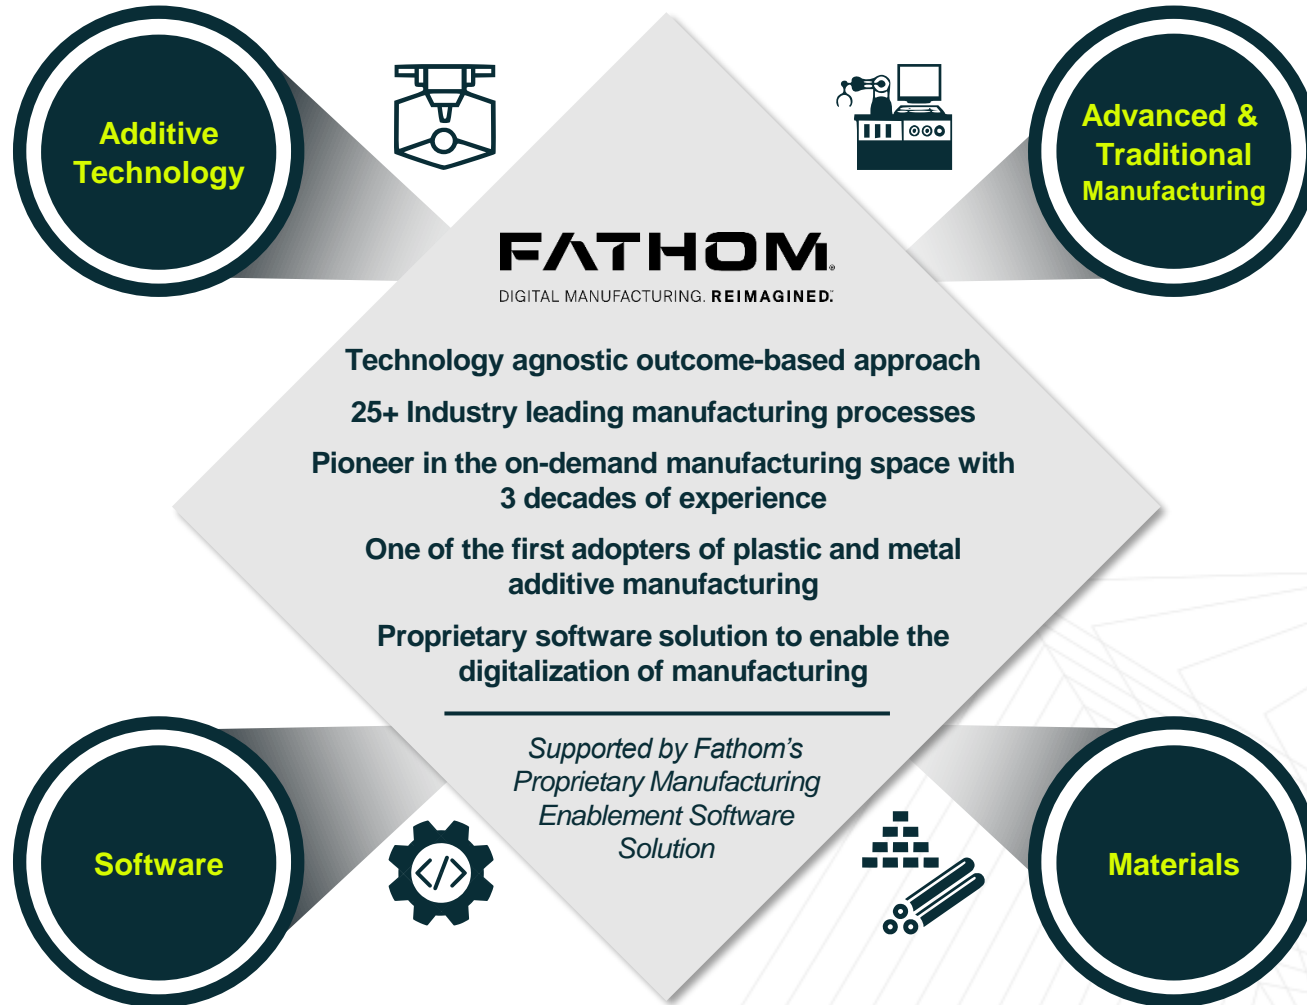 Additive
Technology
Advanced &
Traditional
Manufacturing
FATHOM®
DIGITAL MANUFACTURING. REIMAGINED.™
Technology agnostic outcome-based approach
25+ Industry leading manufacturing processes
Pioneer in the on-demand manufacturing space with
3 decades of experience
One of the first adopters of plastic and metal
additive manufacturing
Proprietary software solution to enable the
digitalization of manufacturing
Supported by Fathom’s
Proprietary Manufacturing
Enablement Software
Solution
Software
</>
Materials